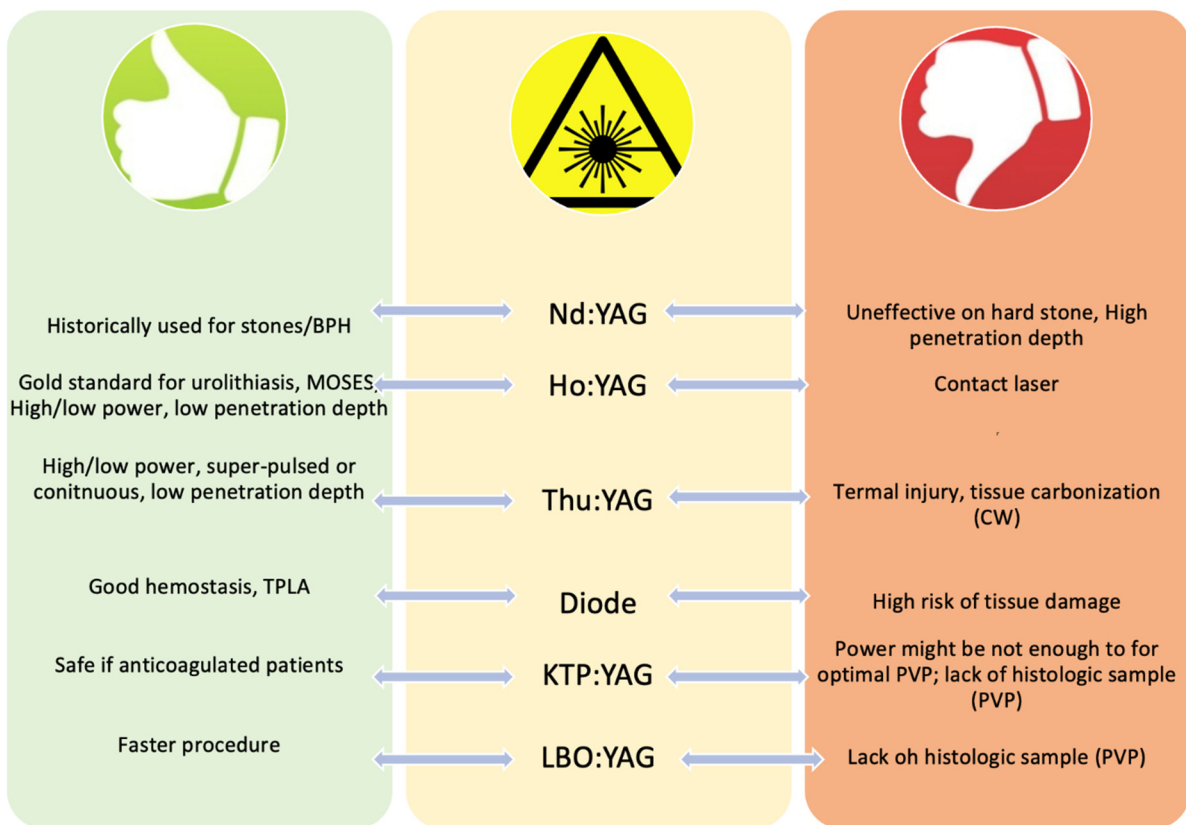 Historically used for stones/BPH
Nd:YAG
Uneffective on hard stone, High
penetration depth
Gold standard for urolithiasis, MOSES,
High/low power, low penetration depth
Ho:YAG
Contact laser
,
High/low power, super-pulsed or
conitnuous, low penetration depth
Thu:YAG
Termal injury, tissue carbonization
(CW)
Good hemostasis, TPLA
Diode
High risk of tissue damage
Safe if anticoagulated patients
KTP:YAG
Power might be not enough to for
optimal PVP; lack of histologic sample
(PVP)
Faster procedure
LBO:YAG
Lack oh histologic sample (PVP)